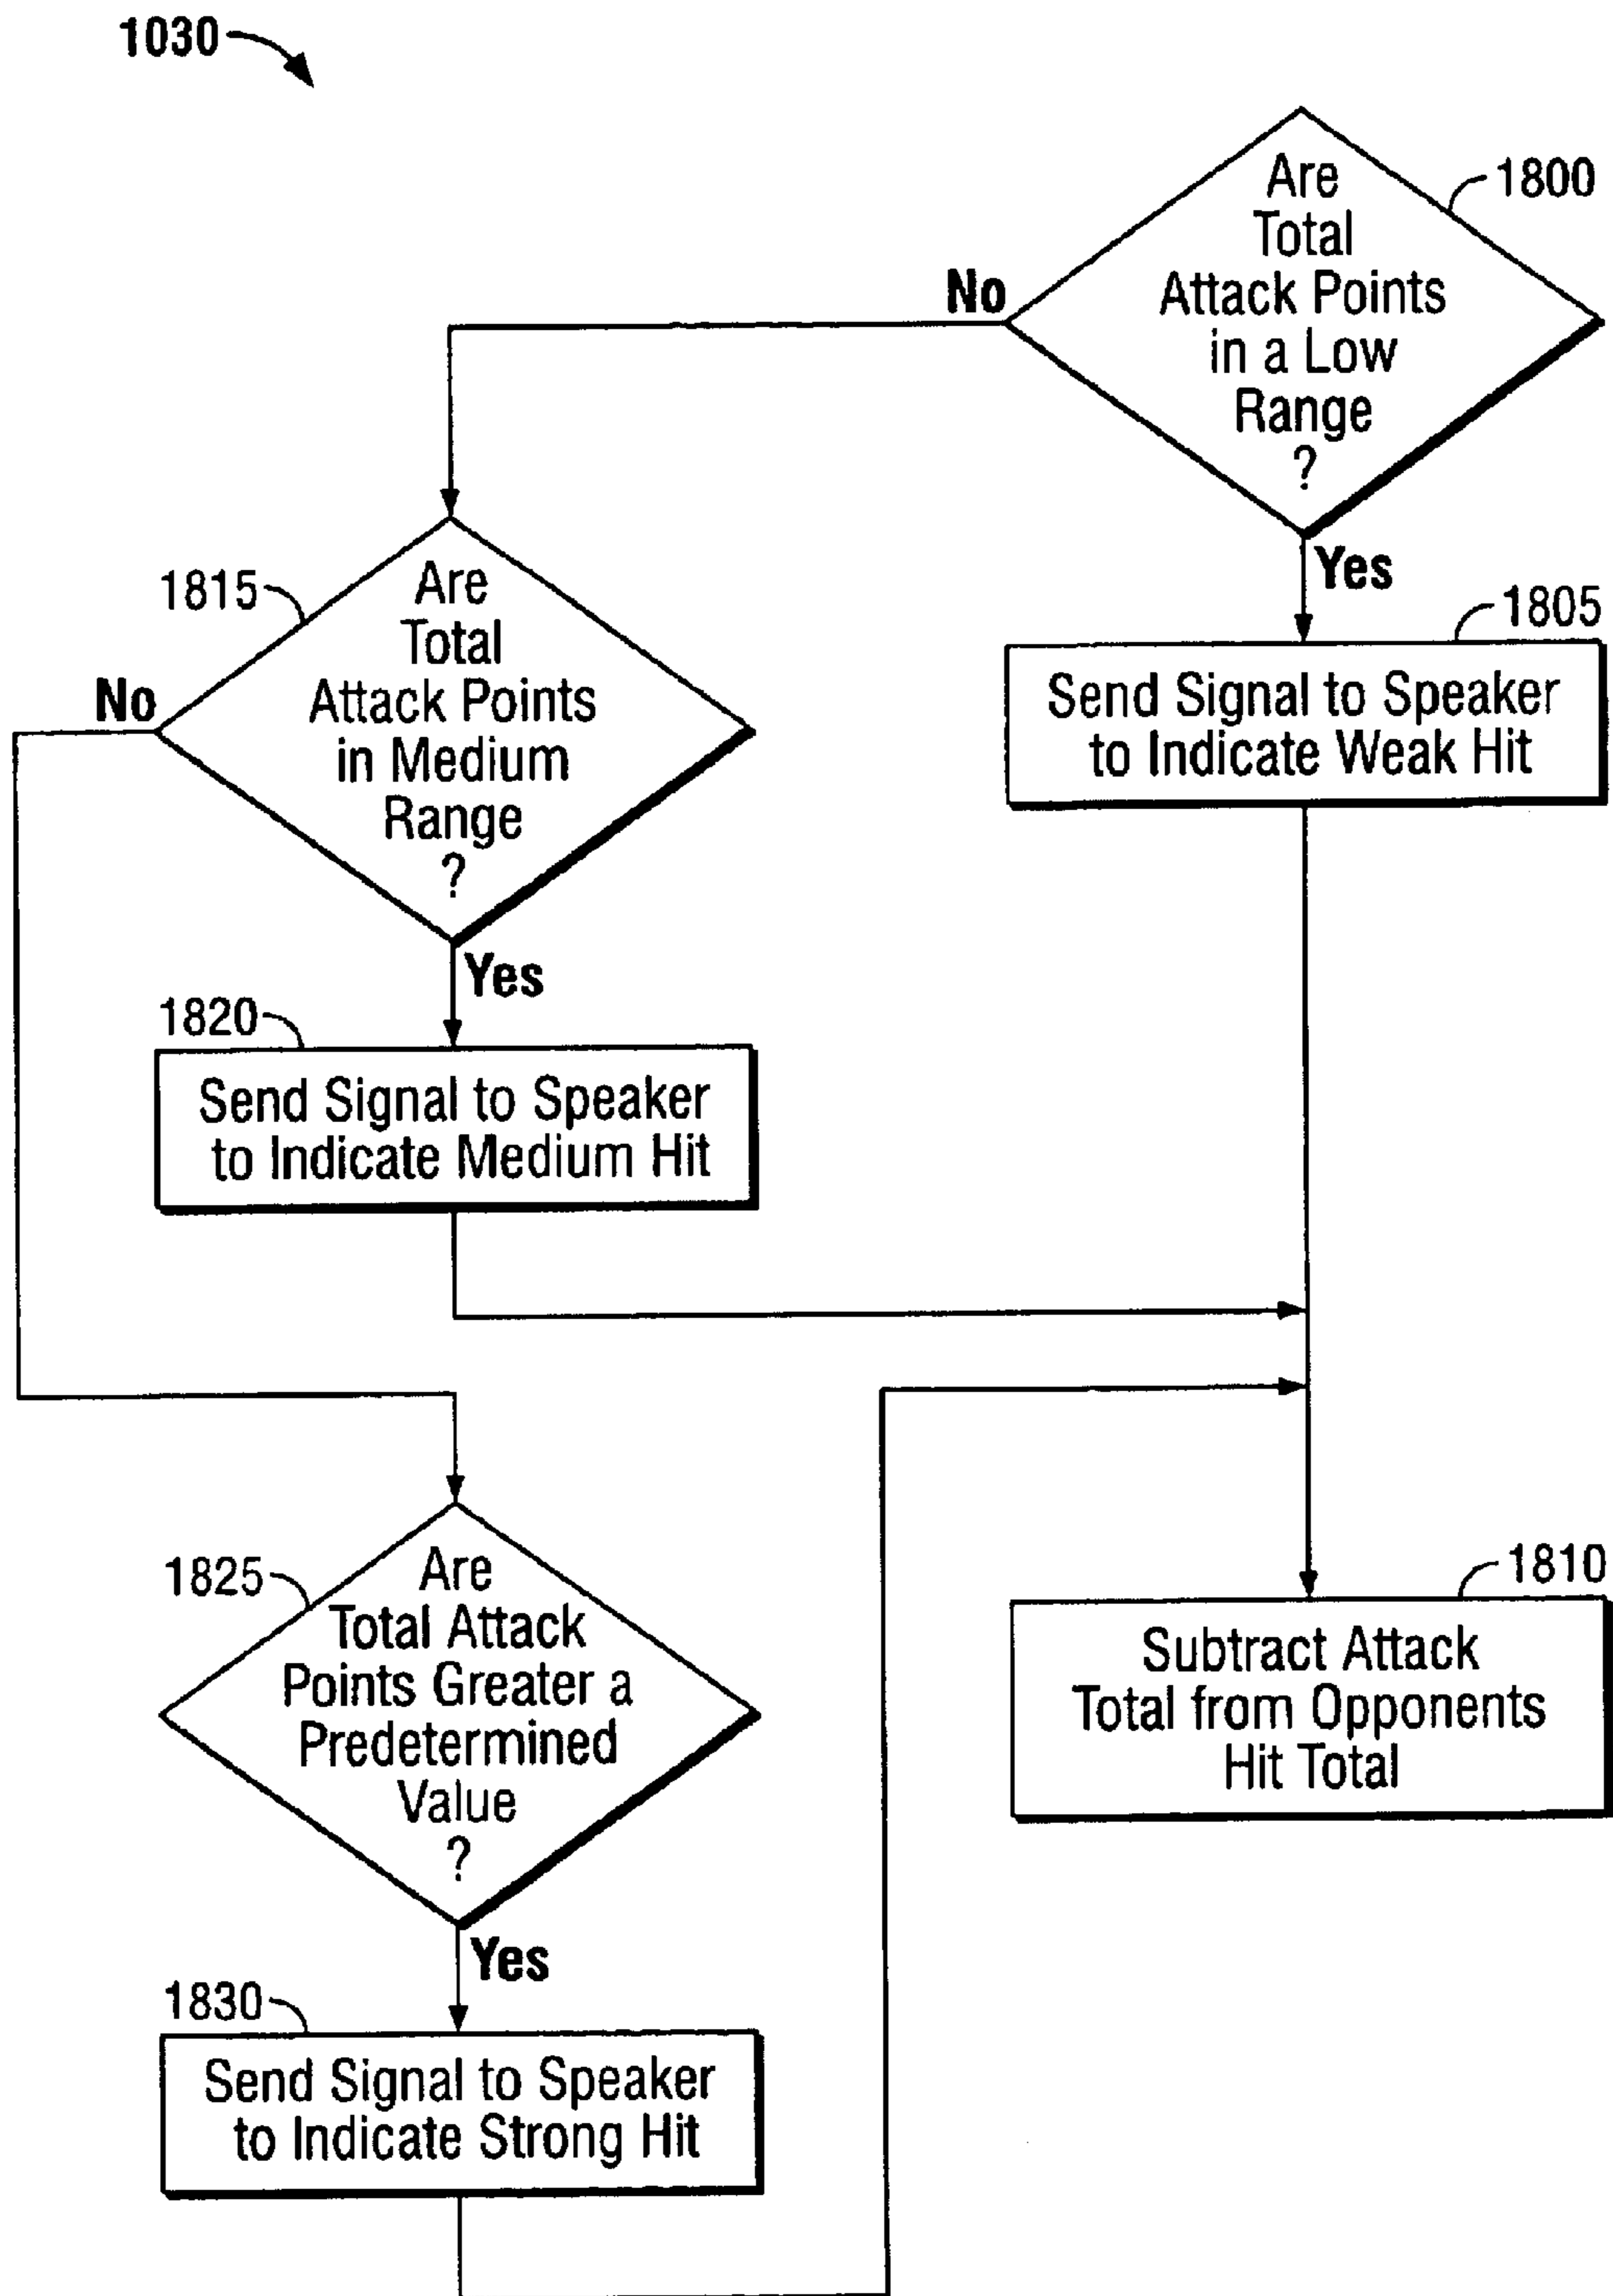 1030
Are
Total
Attack Points
in a Low
Range
?
1800
No
Yes
1805
Send Signal to Speaker
to Indicate Weak Hit
1815
Are
Total
Attack Points
in Medium
Range
?
No
Yes
1820
Send Signal to Speaker
to Indicate Medium Hit
1825
Are
Total Attack
Points Greater a
Predetermined
Value
?
Yes
1830
Send Signal to Speaker
to Indicate Strong Hit
1810
Subtract Attack
Total from Opponents
Hit Total